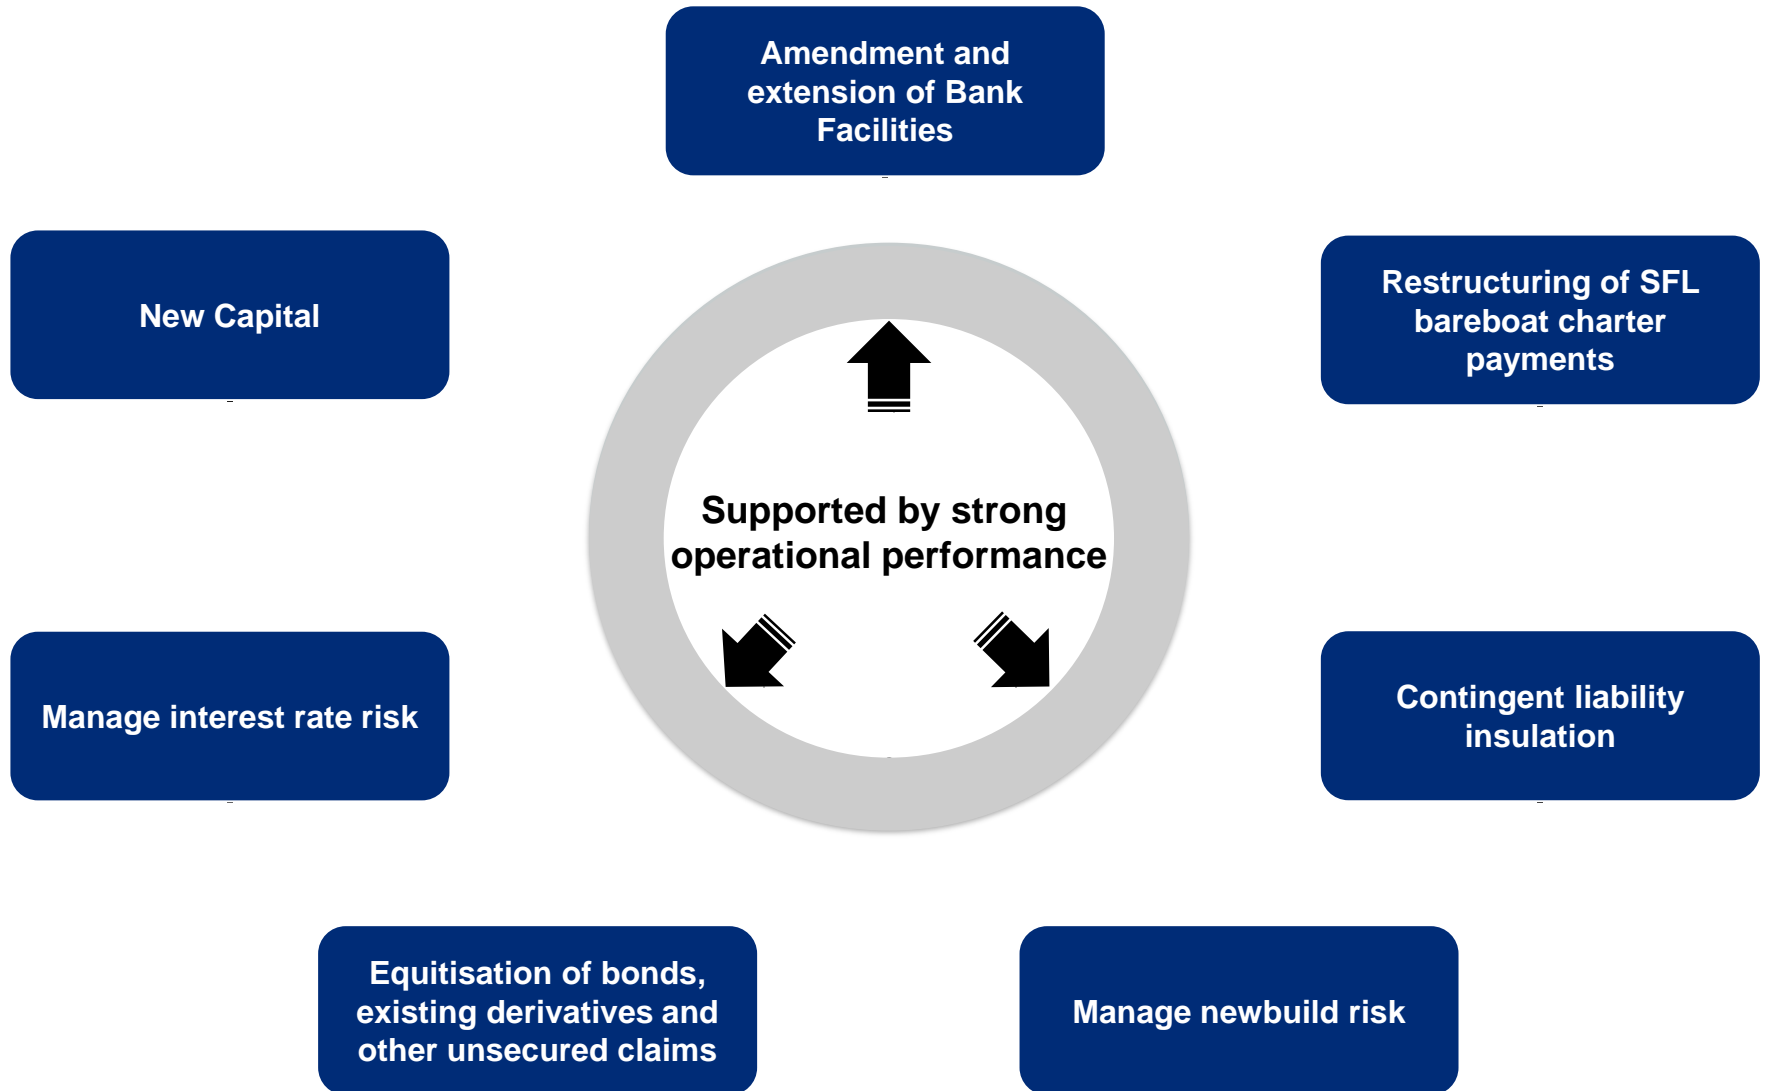 Amendment and
extension of Bank
Facilities
New Capital
Restructuring of SFL
bareboat charter
payments
Supported by strong
operational performance
Manage interest rate risk
Contingent liability
insulation
Equitisation of bonds,
existing derivatives and
other unsecured claims
Manage newbuild risk